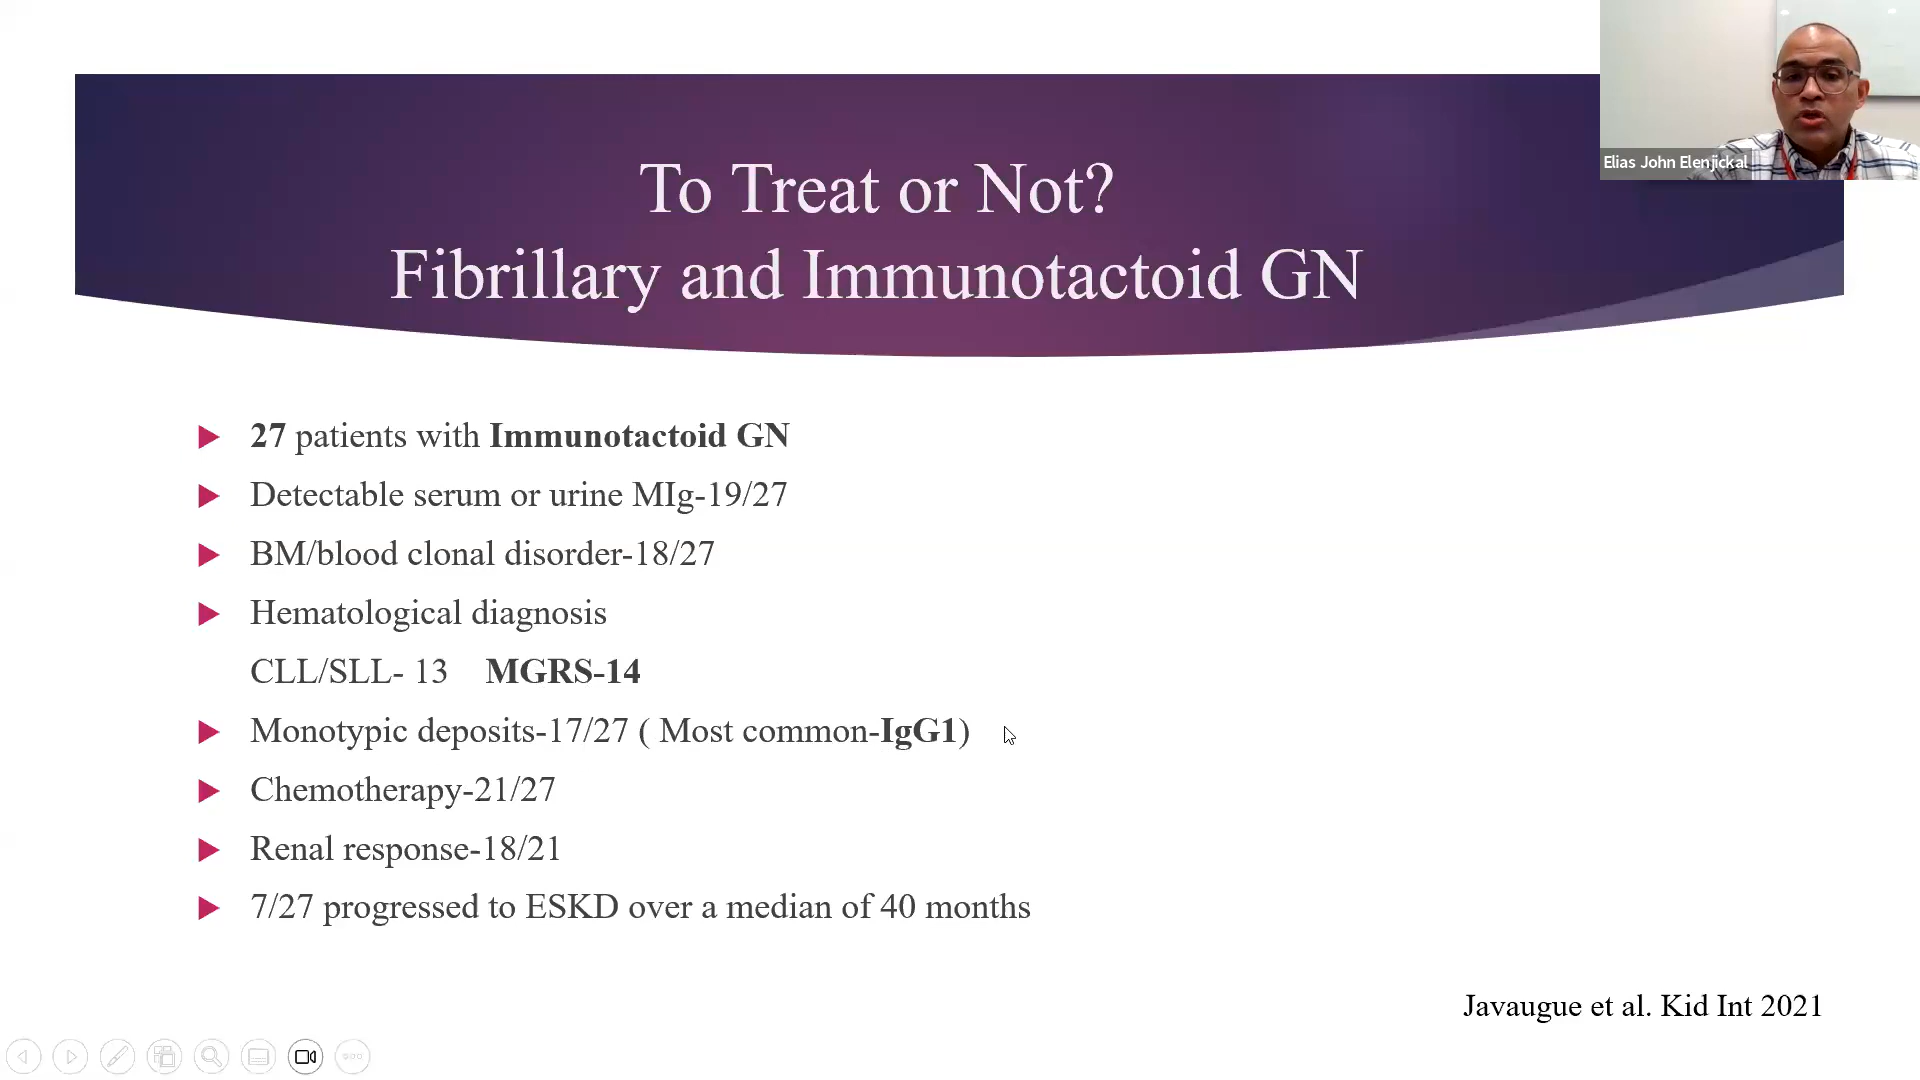 Elias John Elenjickal
To Treat or Not?
Fibrillary and Immunotactoid GN
27 patients with Immunotactoid GN
Detectable serum or urine MIg-19/27
BM/blood clonal disorder-18/27
Hematological diagnosis
CLL/SLL- 13 MGRS-14
Monotypic deposits-17/27 ( Most common-IgG1)
Chemotherapy-21/27
Renal response-18/21
7/27 progressed to ESKD over a median of 40 months
Javaugue et al. Kid Int 2021